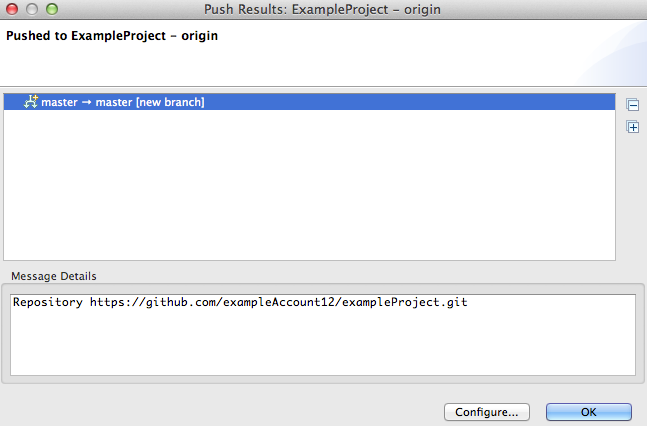 Push Results: ExampleProject – origin
Pushed to ExampleProject – origin
master → master [new branch]
Message Details
Repository https://github.com/exampleAccount12/exampleProject.git
Configure...
OK